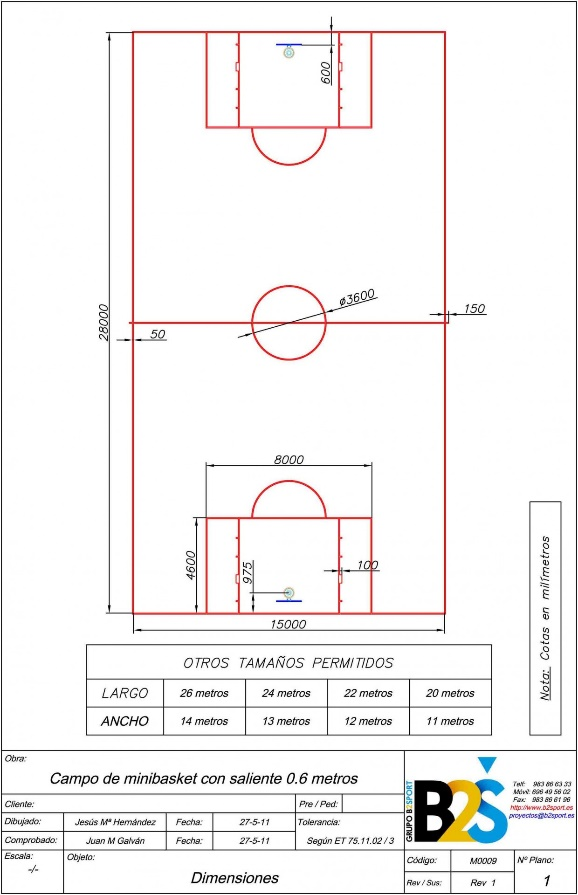 600
28000
ø3600
150
50
8000
4600
975
100
15000
Nota: Cotas en milímetros
OTROS TAMAÑOS PERMITIDOS
LARGO 26 metros 24 metros 22 metros 20 metros
ANCHO 14 metros 13 metros 12 metros 11 metros
Obra:
Campo de minibasket con saliente 0.6 metros
Cliente: Pre / Ped:
Dibujado: Jesús Mª Hernández Fecha: 27-5-11 Tolerancia:
Comprobado: Juan M Galván Fecha: 27-5-11 Según ET 75.11.02 / 3
Escala: -/-
Objeto:
Dimensiones
GRUPO B2SPORT
B2S
Telf: 983 86 63 33
Móvil: 696 49 56 02
Fax: 983 86 61 96
http://www.b2sport.es
proyectos@b2sport.es
Código: M0009
Rev / Sus: Rev 1
Nº Plano:
1